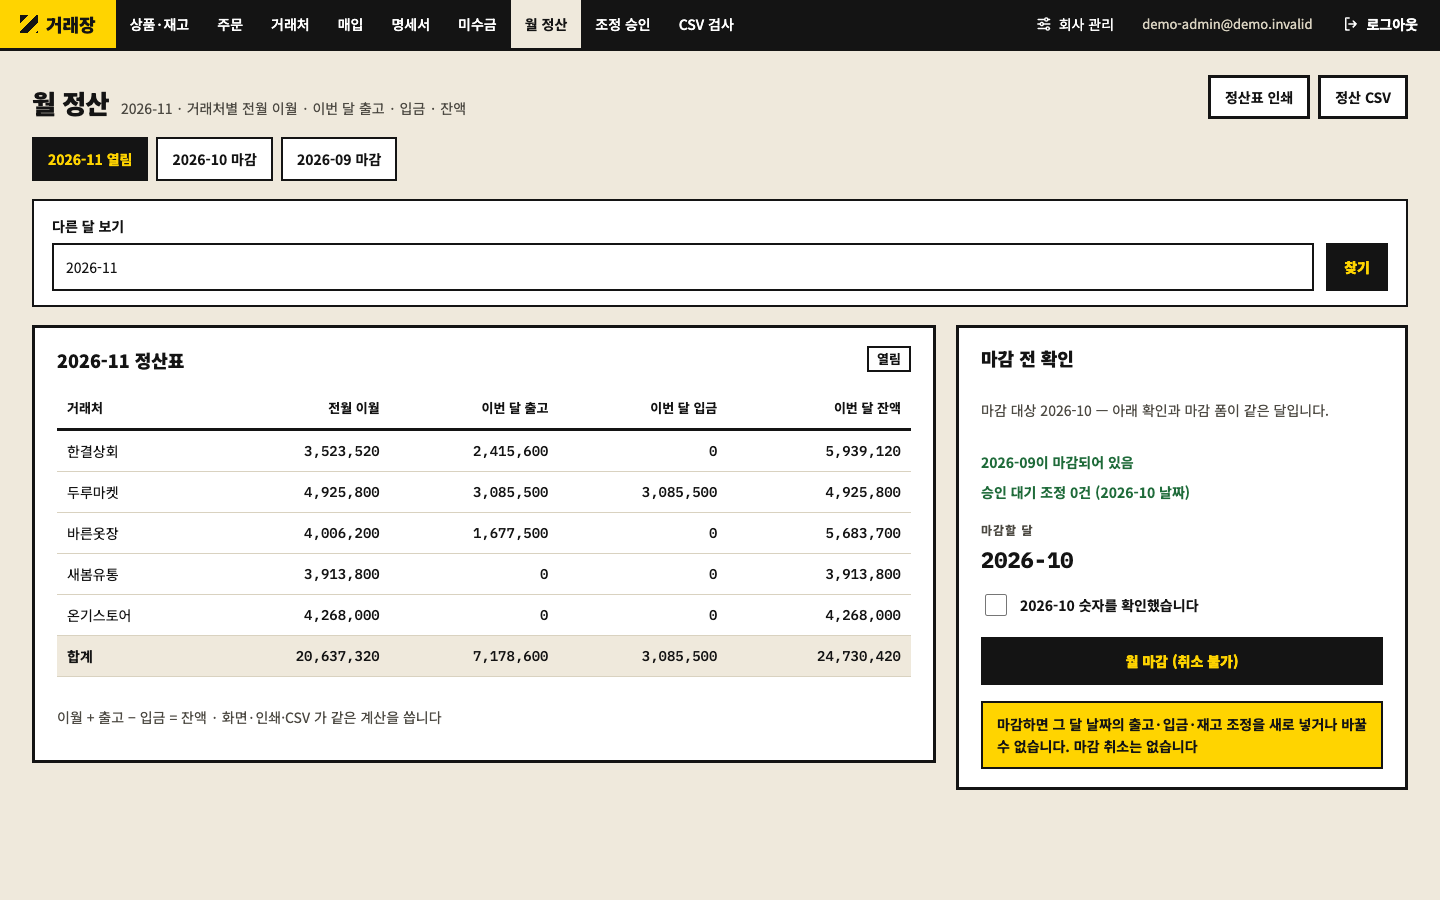 거래장
상품·재고
주문
거래처
매입
명세서
미수금
월 정산
조정 승인
CSV 검사
회사 관리
demo-admin@demo.invalid
로그아웃
월 정산
2026-11 · 거래처별 전월 이월 · 이번 달 출고 · 입금 · 잔액
정산표 인쇄
정산 CSV
2026-11 열림
2026-10 마감
2026-09 마감
다른 달 보기
2026-11
찾기
2026-11 정산표
열림
거래처 전월 이월 이번 달 출고 이번 달 입금 이번 달 잔액
한결상회 3,523,520 2,415,600 0 5,939,120
두루마켓 4,925,800 3,085,500 3,085,500 4,925,800
바른옷장 4,006,200 1,677,500 0 5,683,700
새봄유통 3,913,800 0 0 3,913,800
온기스토어 4,268,000 0 0 4,268,000
합계 20,637,320 7,178,600 3,085,500 24,730,420
이월 + 출고 − 입금 = 잔액 · 화면·인쇄·CSV 가 같은 계산을 씁니다
마감 전 확인
마감 대상 2026-10 — 아래 확인과 마감 폼이 같은 달입니다.
2026-09이 마감되어 있음
승인 대기 조정 0건 (2026-10 날짜)
마감할 달
2026-10
2026-10 숫자를 확인했습니다
월 마감 (취소 불가)
마감하면 그 달 날짜의 출고·입금·재고 조정을 새로 넣거나 바꿀
수 없습니다. 마감 취소는 없습니다